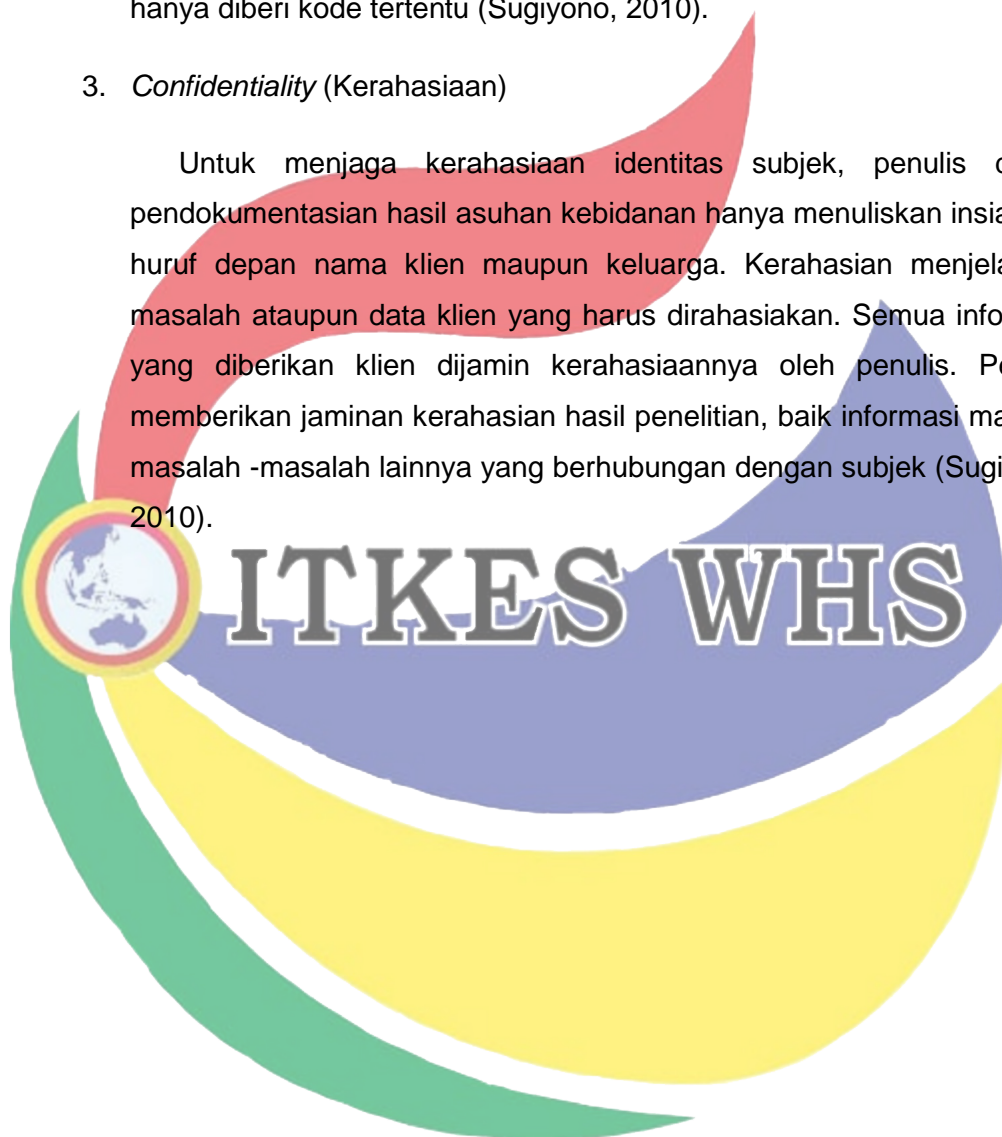 hanya diberi kode tertentu (Sugiyono, 2010).
3. Confidentiality (Kerahasiaan)
Untuk menjaga kerahasiaan identitas subjek, penulis
pendokumentasian hasil asuhan kebidanan hanya menuliskan
huruf depan nama klien maupun keluarga. Kerahasian
masalah ataupun data klien yang harus dirahasiakan. Semua
yang diberikan klien dijamin kerahasiaannya oleh penulis.
memberikan jaminan kerahasian hasil penelitian, baik informasi
masalah -masalah lainnya yang berhubungan dengan subjek
2010).
ITKES WHS